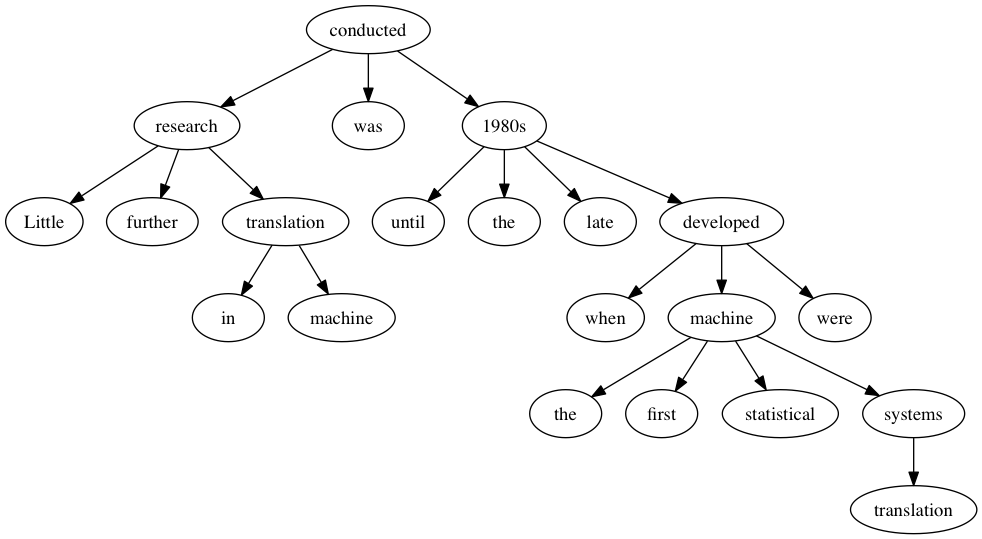 conducted
research was 1980s
Little further translation until the late developed
in machine when machine were
the first statistical systems
translation